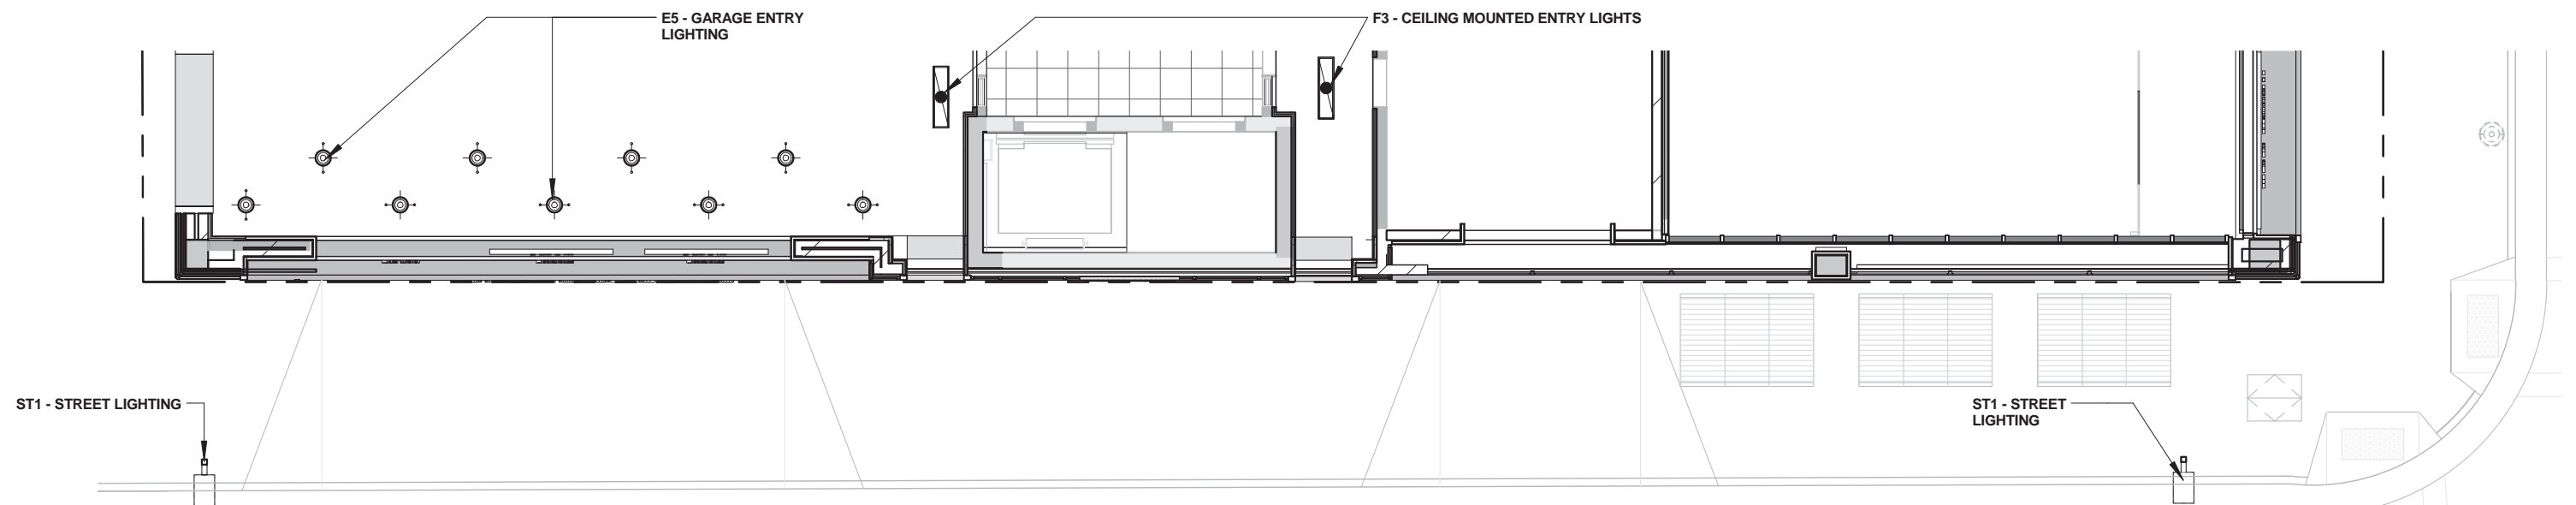 E5 - GARAGE ENTRY
LIGHTING
F3 - CEILING MOUNTED ENTRY LIGHTS
ST1 - STREET LIGHTING
ST1 - STREET
LIGHTING